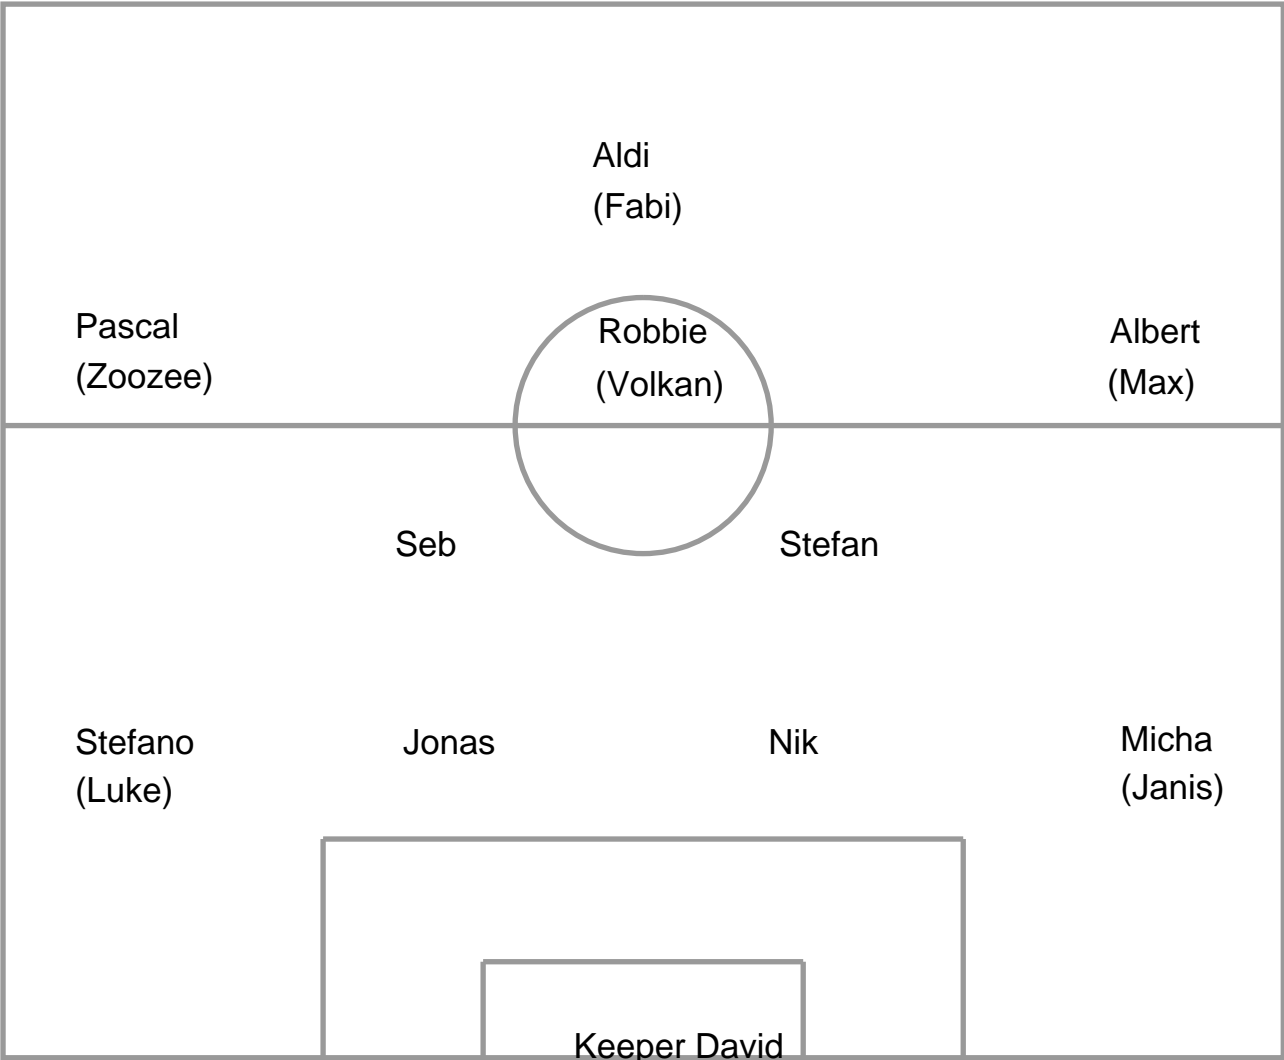 Aldi
(Fabi)
Pascal
(Zoozee)
Robbie
(Volkan)
Albert
(Max)
Seb
Stefan
Stefano
(Luke)
Jonas
Nik
Micha
(Janis)
Keeper David